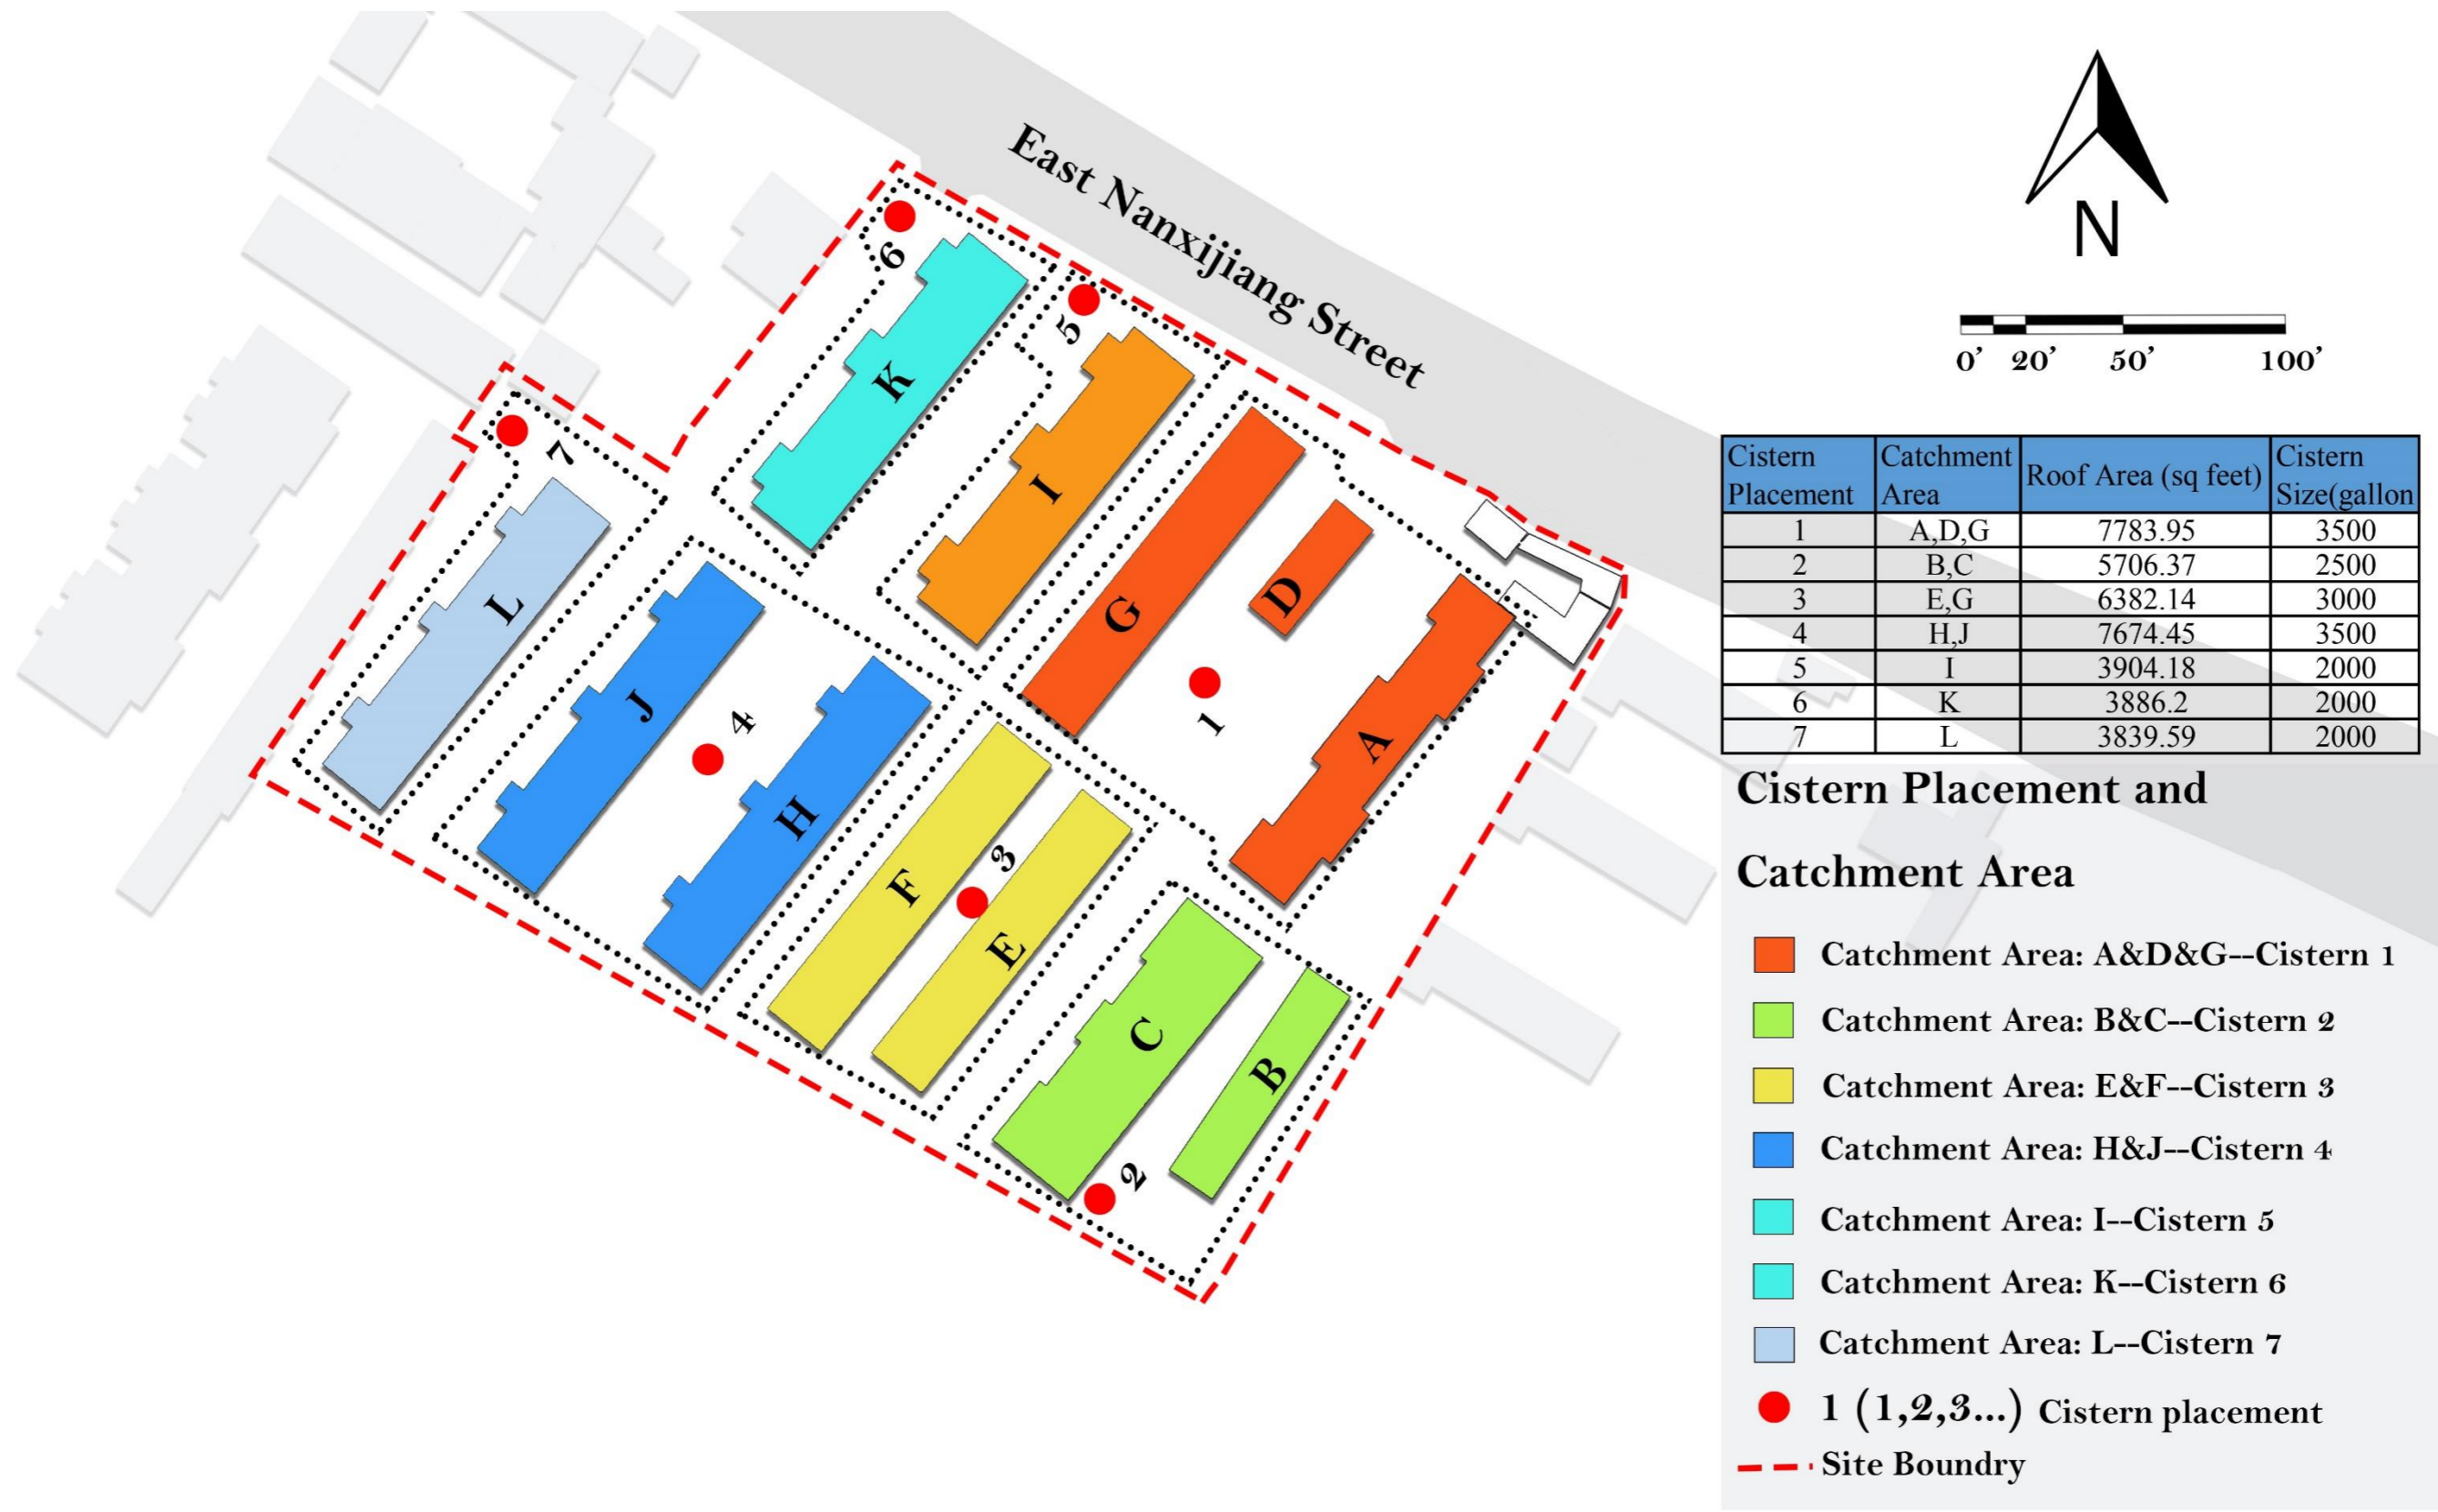 East Nanxijiang Street
6
5
K
7
I
L
G
D
J
1
4
A
H
F
3
E
C
B
2
N
0’ 20’ 50’ 100’
Cistern Placement Catchment Area Roof Area (sq feet) Cistern Size(gallon
1 A,D,G 7783.95 3500
2 B,C 5706.37 2500
3 E,G 6382.14 3000
4 H,J 7674.45 3500
5 I 3904.18 2000
6 K 3886.2 2000
7 L 3839.59 2000
Cistern Placement and
Catchment Area
Catchment Area: A&D&G--Cistern 1
Catchment Area: B&C--Cistern 2
Catchment Area: E&F--Cistern 3
Catchment Area: H&J--Cistern 4
Catchment Area: I--Cistern 5
Catchment Area: K--Cistern 6
Catchment Area: L--Cistern 7
1 (1,2,3...) Cistern placement
Site Boundry